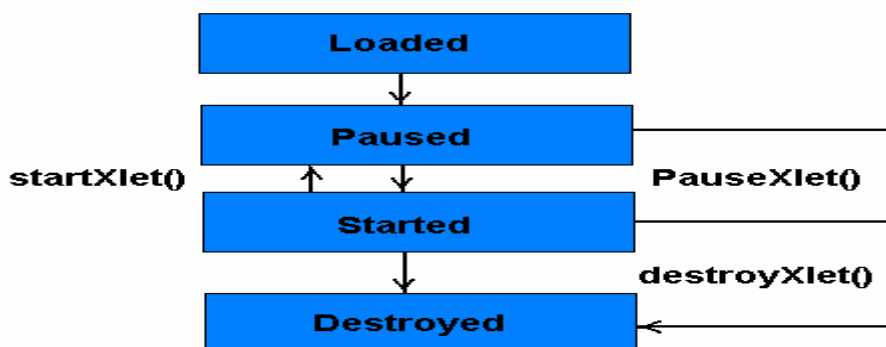 Loaded
Paused
startXlet()
PauseXlet()
Started
destroyXlet()
Destroyed